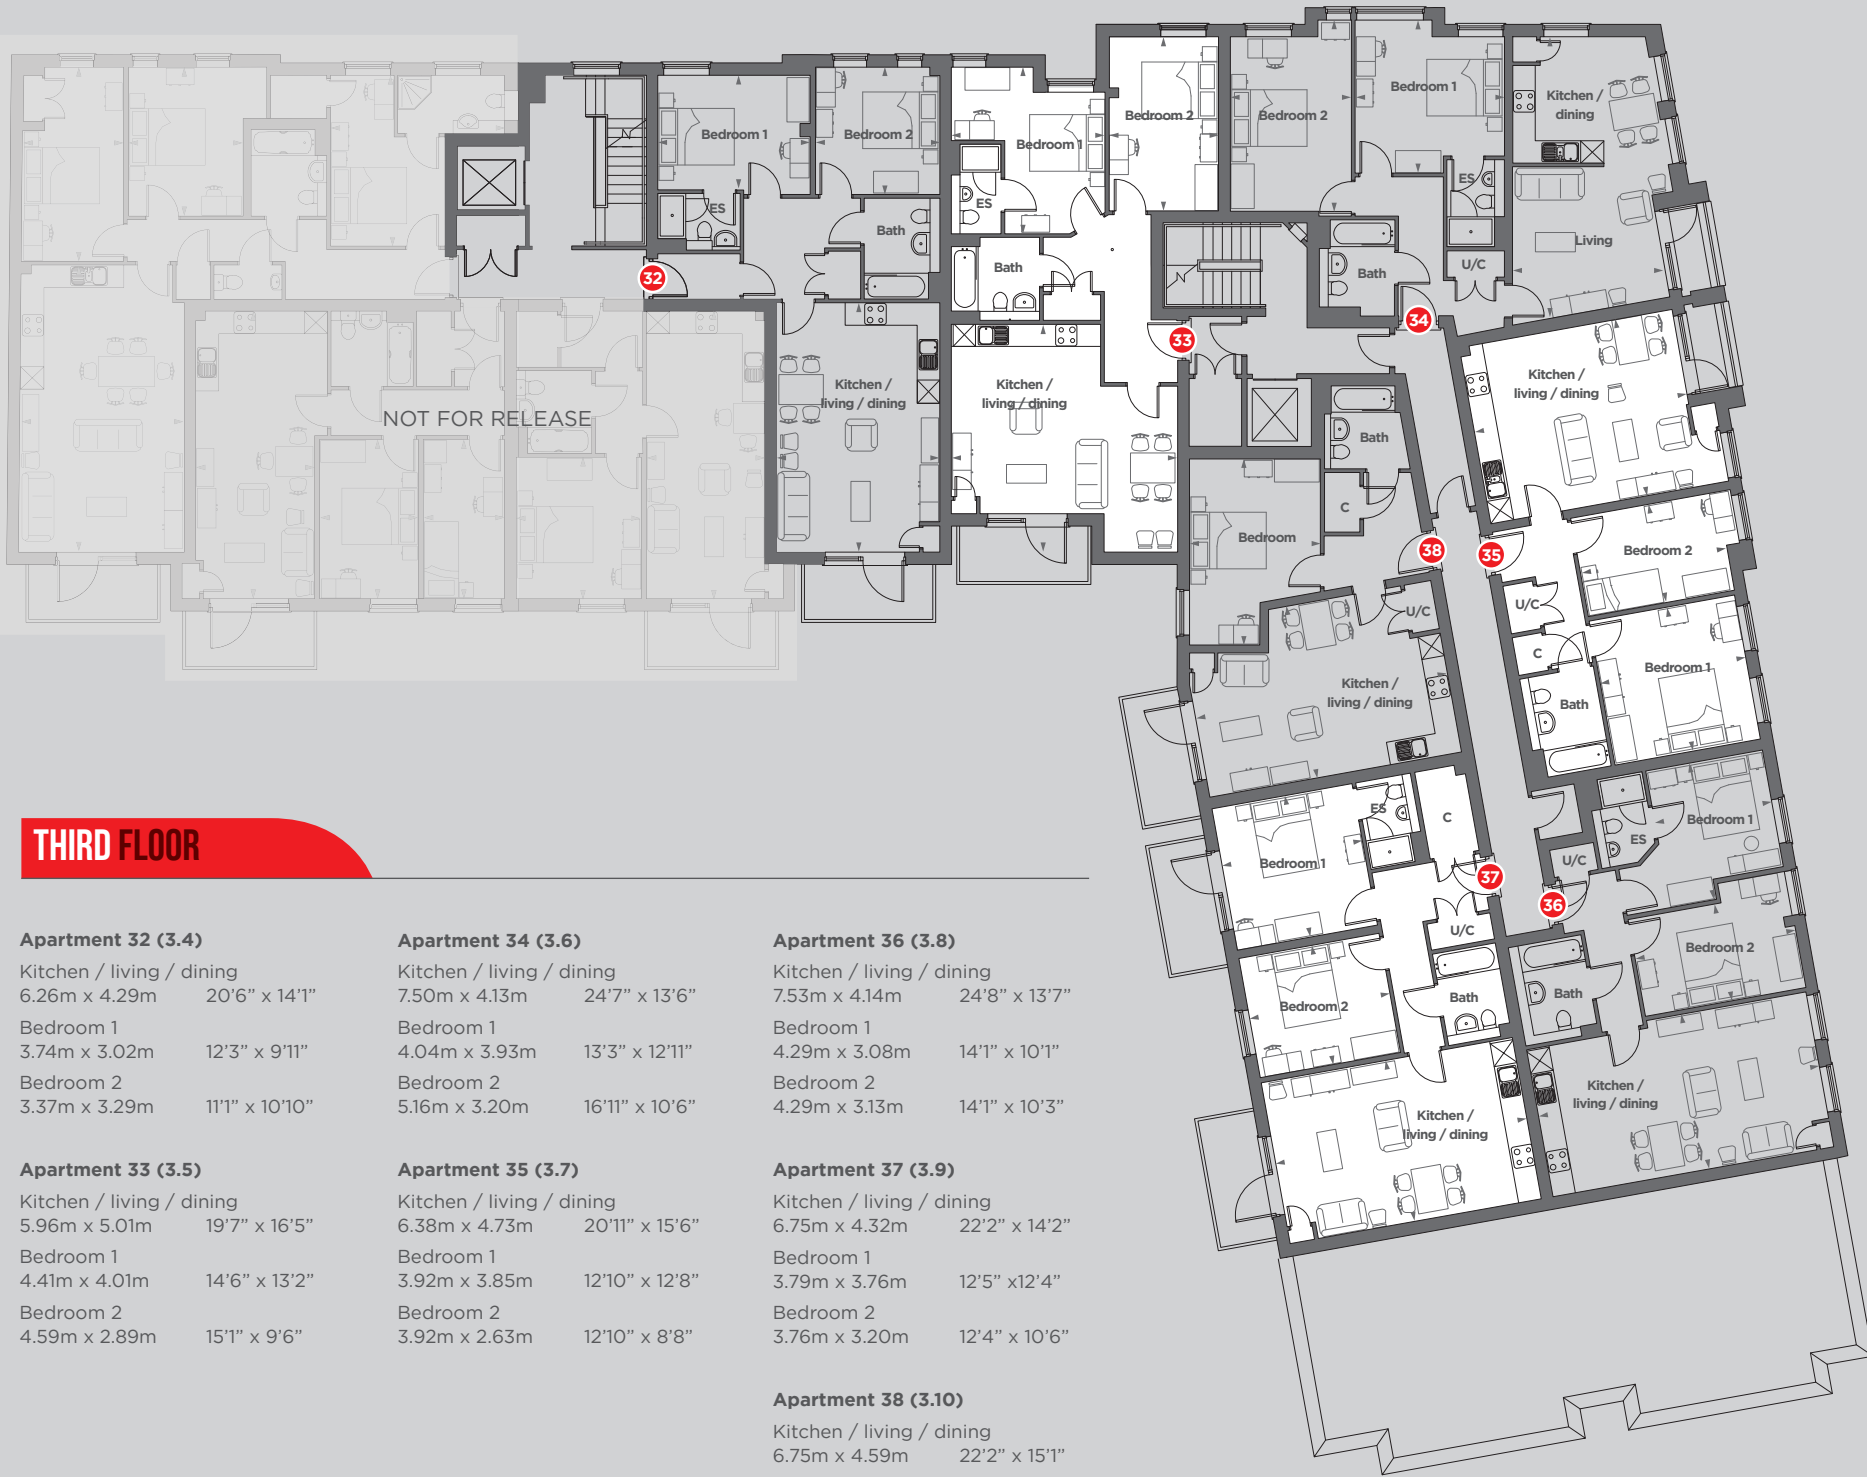 Bedroom 1
Bedroom 2
ES
Bath
32
Kitchen /
living / dining
NOT FOR RELEASE
Bedroom 1
Bedroom 2
ES
Bath
33
Kitchen /
living / dining
Bedroom 2
Bedroom 1
Kitchen /
dining
ES
Living
Bath
U/C
34
Kitchen /
living / dining
Bath
C
Bedroom
38
35
Bedroom 2
U/C
U/C
C
Bedroom 1
Bath
Kitchen /
living / dining
ES
C
Bedroom 1
37
U/C
Bedroom 2
Bath
Kitchen /
living / dining
Bedroom 1
ES
U/C
36
Bedroom 2
Bath
Kitchen /
living / dining
N
N
THIRD FLOOR
Apartment 32 (3.4)
Kitchen / living / dining
6.26m x 4.29m 20’6” x 14’1”
Bedroom 1
3.74m x 3.02m 12’3” x 9’11”
Bedroom 2
3.37m x 3.29m 11’1” x 10’10”
Apartment 33 (3.5)
Kitchen / living / dining
5.96m x 5.01m 19’7” x 16’5”
Bedroom 1
4.41m x 4.01m 14’6” x 13’2”
Bedroom 2
4.59m x 2.89m 15’1” x 9’6”
Apartment 34 (3.6)
Kitchen / living / dining
7.50m x 4.13m 24’7” x 13’6”
Bedroom 1
4.04m x 3.93m 13’3” x 12’11”
Bedroom 2
5.16m x 3.20m 16’11” x 10’6”
Apartment 35 (3.7)
Kitchen / living / dining
6.38m x 4.73m 20’11” x 15’6”
Bedroom 1
3.92m x 3.85m 12’10” x 12’8”
Bedroom 2
3.92m x 2.63m 12’10” x 8’8”
Apartment 36 (3.8)
Kitchen / living / dining
7.53m x 4.14m 24’8” x 13’7”
Bedroom 1
4.29m x 3.08m 14’1” x 10’1”
Bedroom 2
4.29m x 3.13m 14’1” x 10’3”
Apartment 37 (3.9)
Kitchen / living / dining
6.75m x 4.32m 22’2” x 14’2”
Bedroom 1
3.79m x 3.76m 12’5” x12’4”
Bedroom 2
3.76m x 3.20m 12’4” x 10’6”
Apartment 38 (3.10)
Kitchen / living / dining
6.75m x 4.59m 22’2” x 15’1”